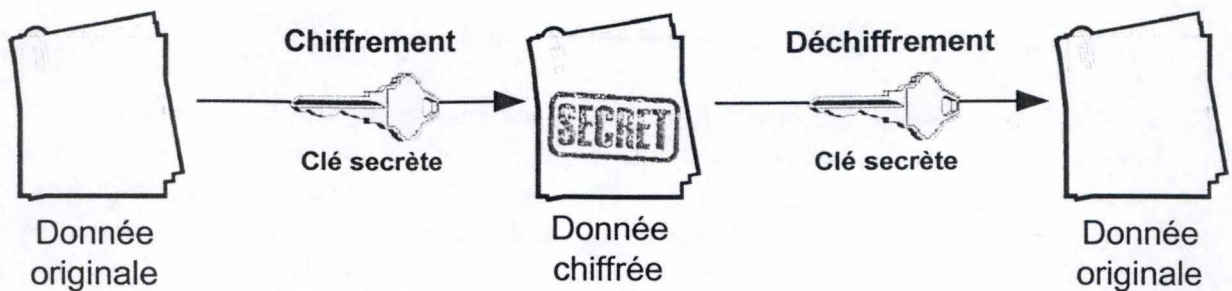 Chiffrement
Déchiffrement
SECRET
Clé secrète
Clé secrète
Donnée
originale
Donnée
chiffrée
Donnée
originale